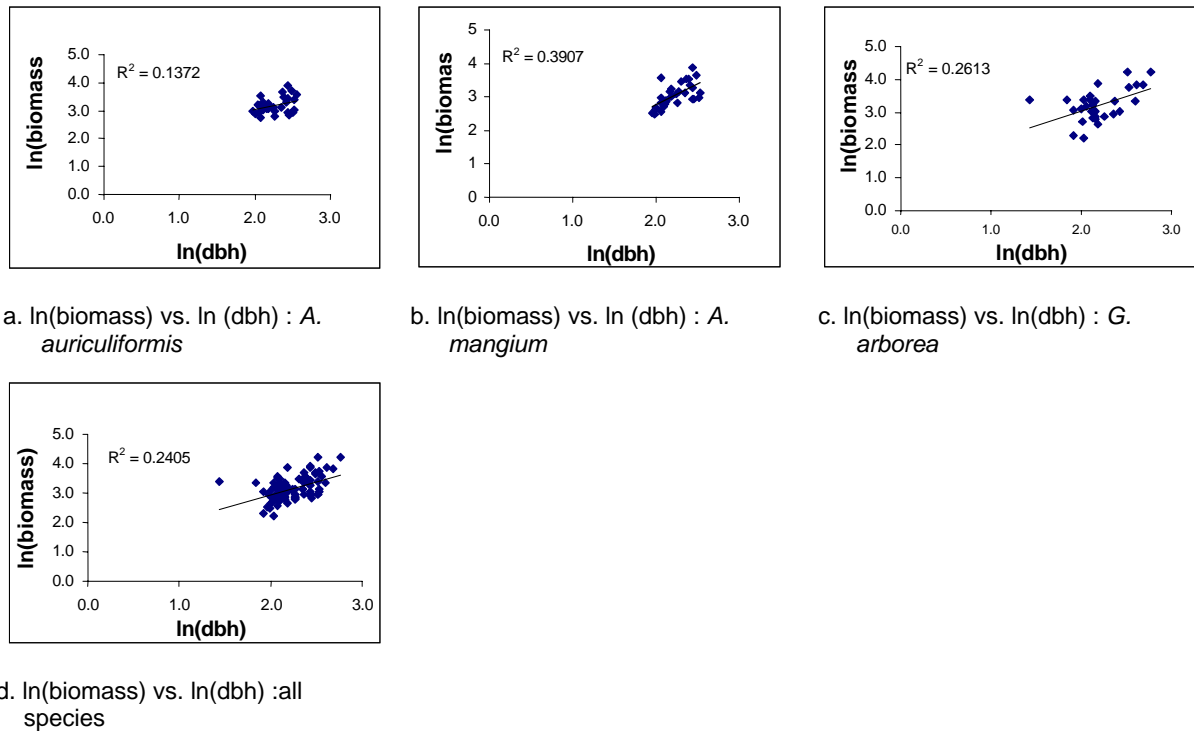 5.0
4.0
3.0
2.0
1.0
0.0
R² = 0.1372
ln(biomass
0.0 1.0 2.0 3.0
ln(dbh)
5
4
3
2
1
0
R² = 0.3907
ln(biomas
0.0 1.0 2.0 3.0
ln(dbh)
5.0
4.0
3.0
2.0
1.0
0.0
R² = 0.2613
ln(biomass)
0.0 1.0 2.0 3.0
ln(dbh)
a. ln(biomass) vs. ln (dbh) : A.
auriculiformis
b. ln(biomass) vs. ln (dbh) : A.
mangium
c. ln(biomass) vs. ln(dbh) : G.
arborea
5.0
4.0
3.0
2.0
1.0
0.0
R² = 0.2405
ln(biomass)
0.0 1.0 2.0 3.0
ln(dbh)
d. ln(biomass) vs. ln(dbh) :all
species